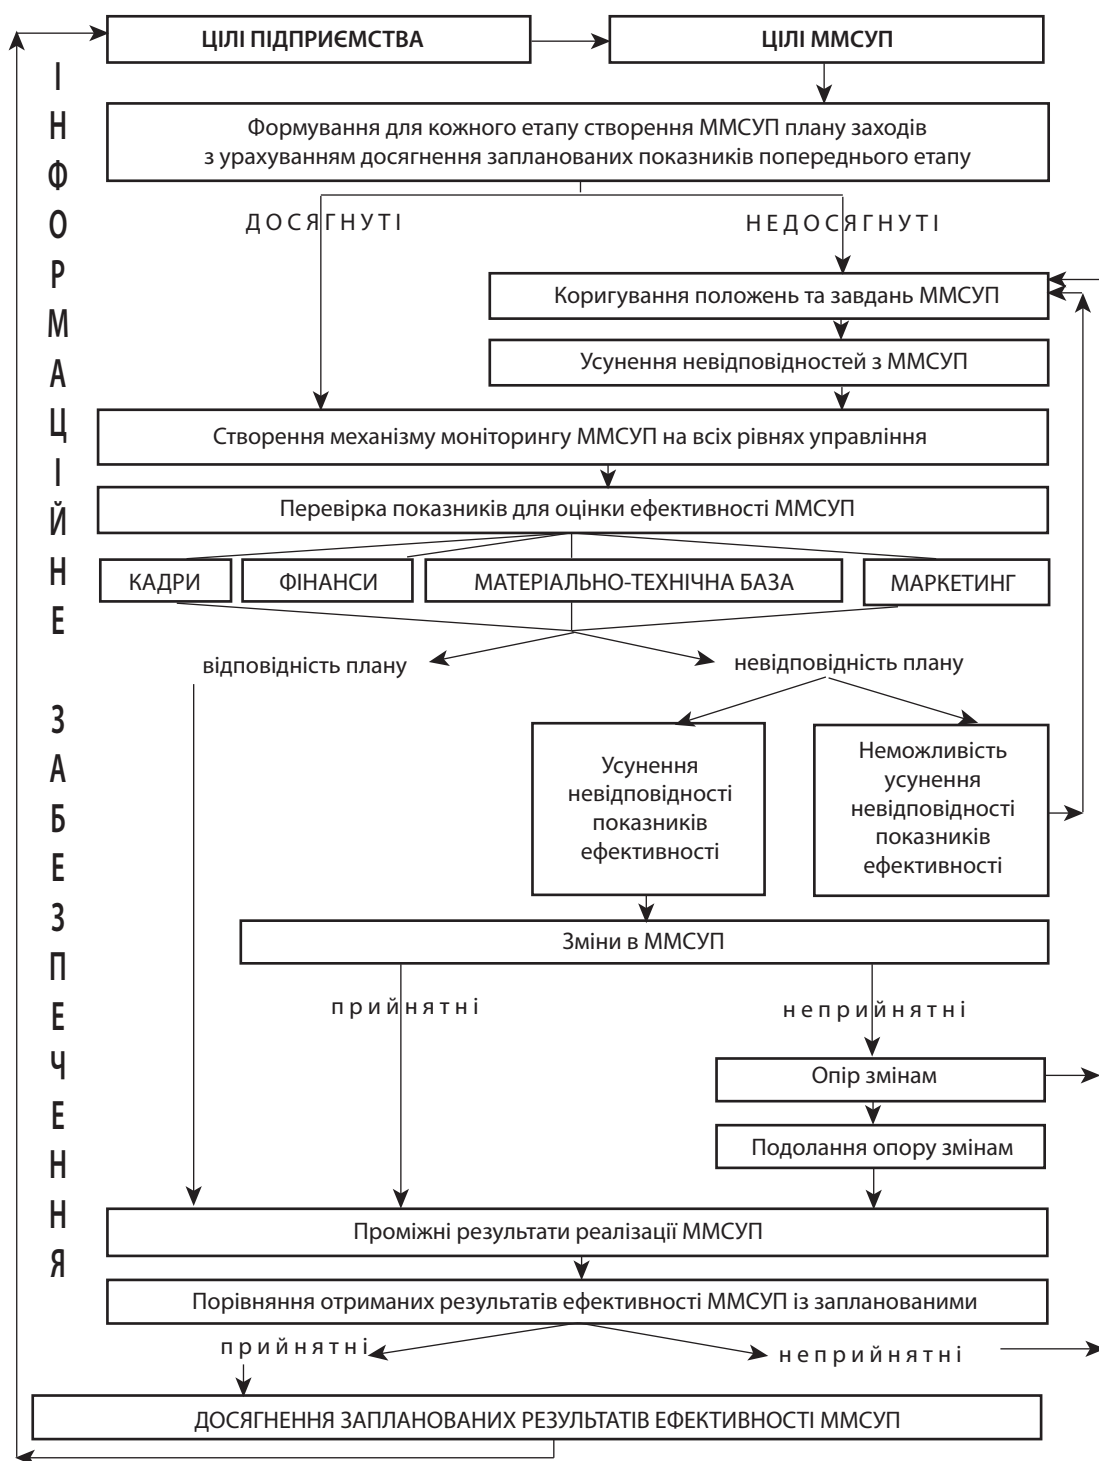 ЦІЛІ ПІДПРИЄМСТВА
ЦІЛІ ММСУП
ІНФОРМАЦІЙНЕ ЗАБЕЗПЕЧЕННЯ
Формування для кожного етапу створення ММСУП плану заходів
з урахуванням досягнення запланованих показників попереднього етапу
ДОСЯГНУТІ
НЕДОСЯГНУТІ
Коригування положень та завдань ММСУП
Усунення невідповідностей з ММСУП
Створення механізму моніторингу ММСУП на всіх рівнях управління
Перевірка показників для оцінки ефективності ММСУП
КАДРИ
ФІНАНСИ
МАТЕРІАЛЬНО-ТЕХНІЧНА БАЗА
МАРКЕТИНГ
відповідність плану
невідповідність плану
Усунення
невідповідності
показників
ефективності
Неможливість
усунення
невідповідності
показників
ефективності
Зміни в ММСУП
прийнятні
неприйнятні
Опір змінам
Подолання опору змінам
Проміжні результати реалізації ММСУП
Порівняння отриманих результатів ефективності ММСУП із запланованими
прийнятні
неприйнятні
ДОСЯГНЕННЯ ЗАПЛАНОВАНИХ РЕЗУЛЬТАТІВ ЕФЕКТИВНОСТІ ММСУП